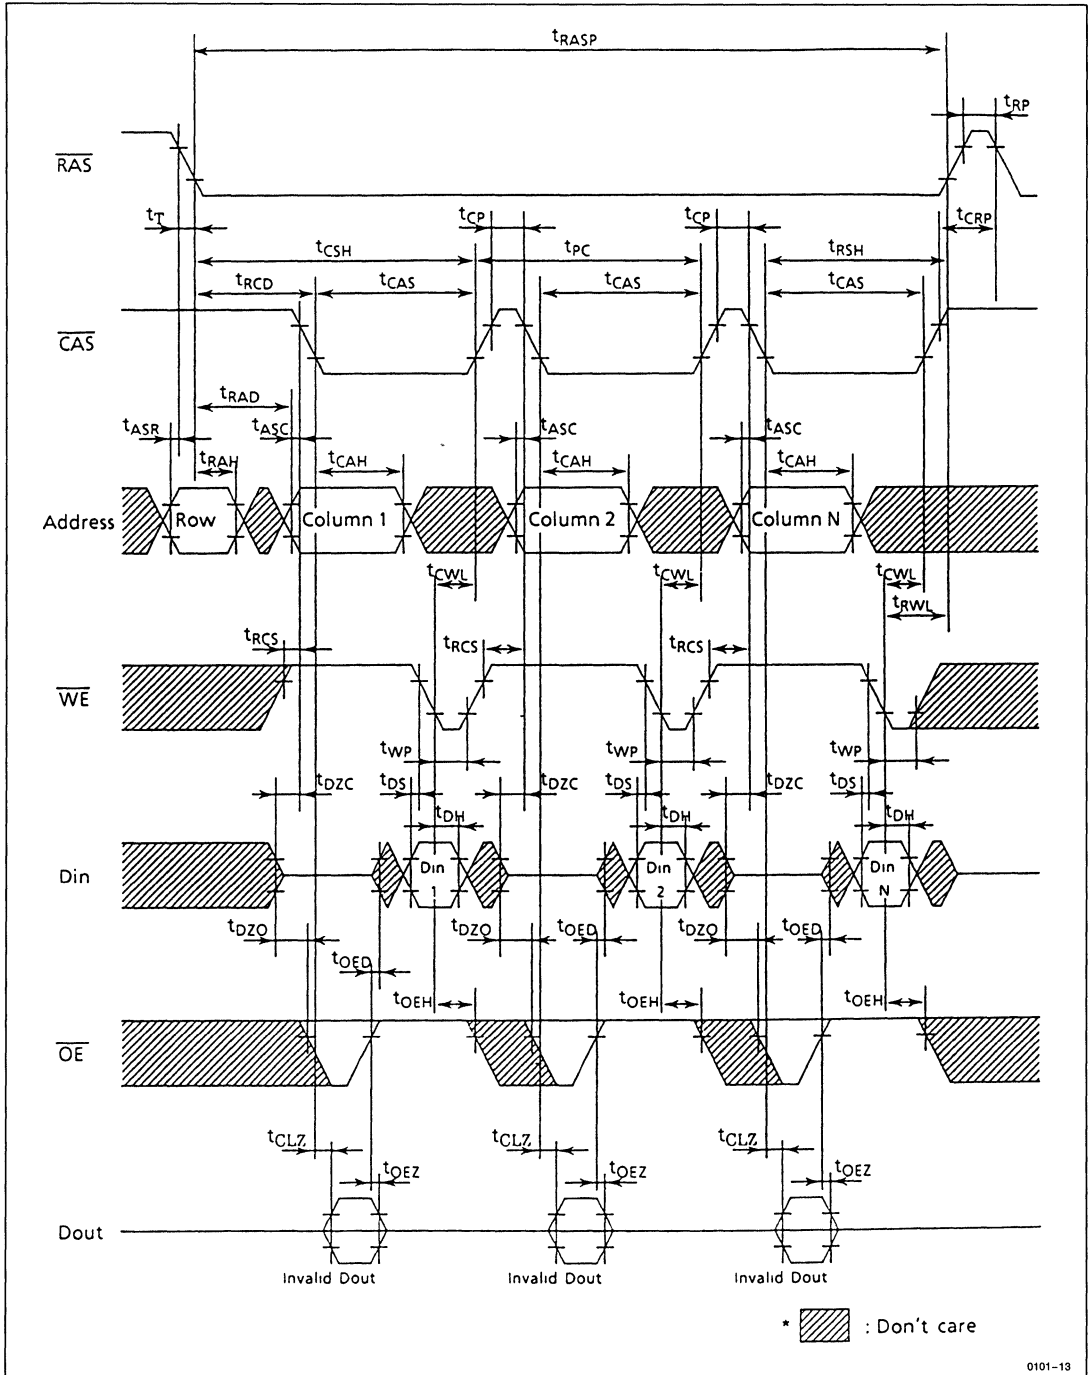 tRASP
tRP
RAS
tT
tCP
tCP
tCRP
tCSH
tPC
tRSH
tRCD
tCAS
tCAS
tCAS
CAS
tRAD
tASR
tASC
tASC
tASC
tRAH
tCAH
tCAH
tCAH
Address
Row
Column 1
Column 2
Column N
tCWL
tCWL
tCWL
tRWL
tRCS
tRCS
tRCS
WE
tWP
tWP
tWP
tDZC
tDS
tDZC
tDS
tDZC
tDS
tDH
tDH
tDH
Din
Din 1
Din 2
Din N
tDZO
tDZO
tOED
tDZO
tOED
tOED
tOEH
tOEH
tOEH
OE
tCLZ
tCLZ
tCLZ
tOEZ
tOEZ
tOEZ
Dout
Invalid Dout
Invalid Dout
Invalid Dout
* : Don't care
0101-13